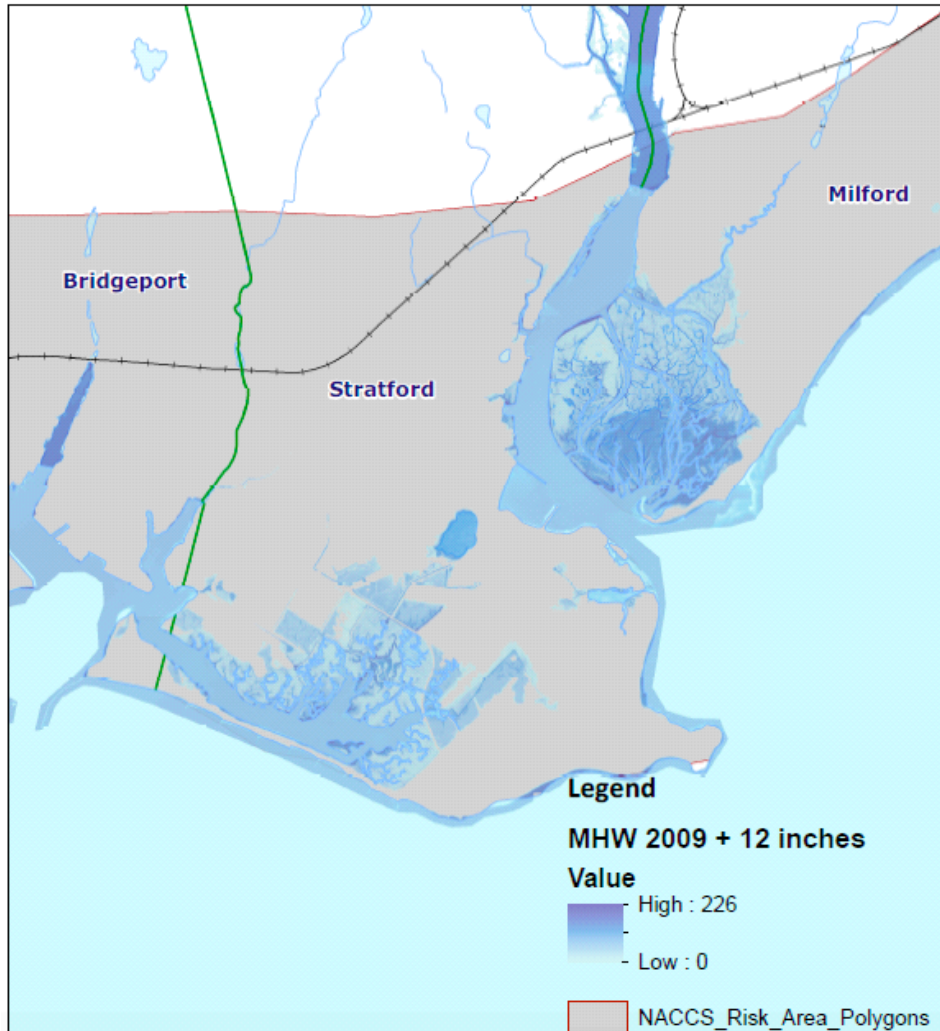 Milford
Bridgeport
Stratford
Legend
MHW 2009 + 12 inches
Value
High : 226
Low : 0
NACCS_Risk_Area_Polygons